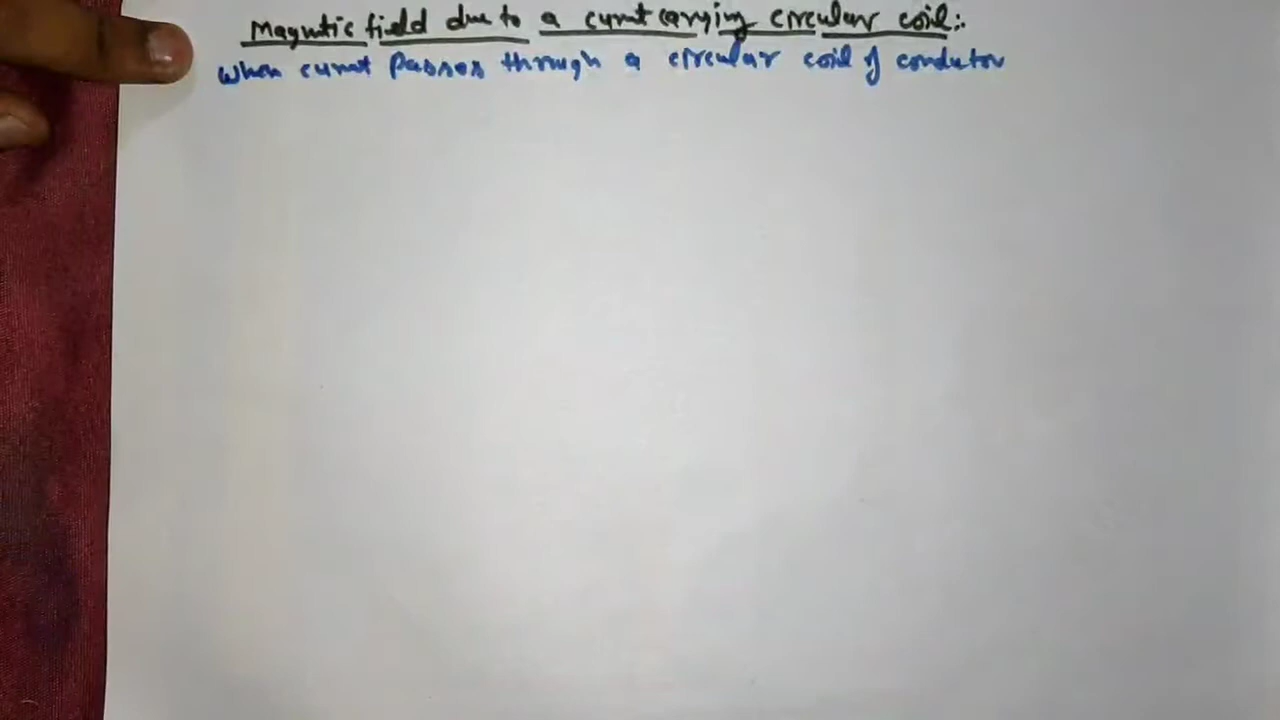 Magnetic field due to a current carrying circular coil:-
When current passes through a circular coil of conductor